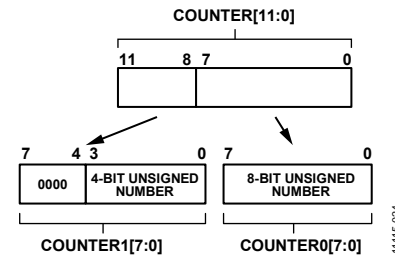 COUNTER[11:0]
11 8 7 0
7 4 3 0 7 0
0000 4-BIT UNSIGNED NUMBER 8-BIT UNSIGNED NUMBER
COUNTER1[7:0] COUNTER0[7:0]